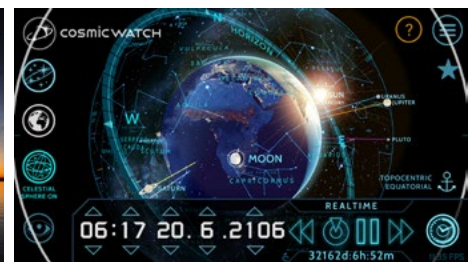 COSMICWATCH
N
HORIZON
VULPECULA
?
SUN
URANUS
JUPITER
W
PLUTO
MOON
CAPRICORNUS
SATURN
TOPOCENTRIC
EQUATORIAL
CELESTIAL
SPHERE ON
REALTIME
06:17 20. 6 .2106
32162d:6h:52m